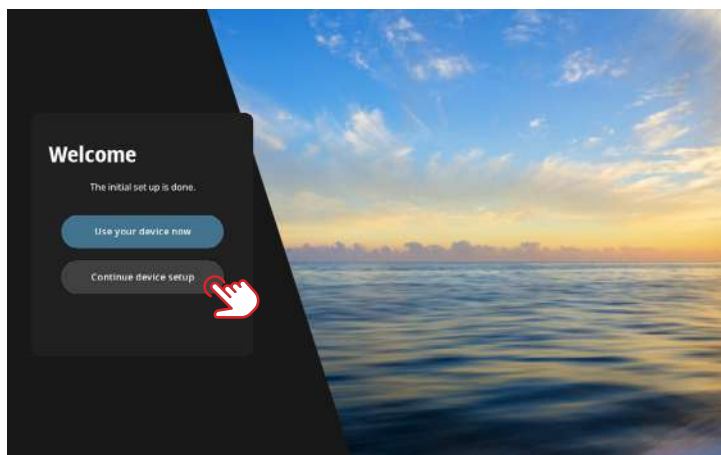 Welcome
The initial set up is done.
Use your device now
Continue device setup